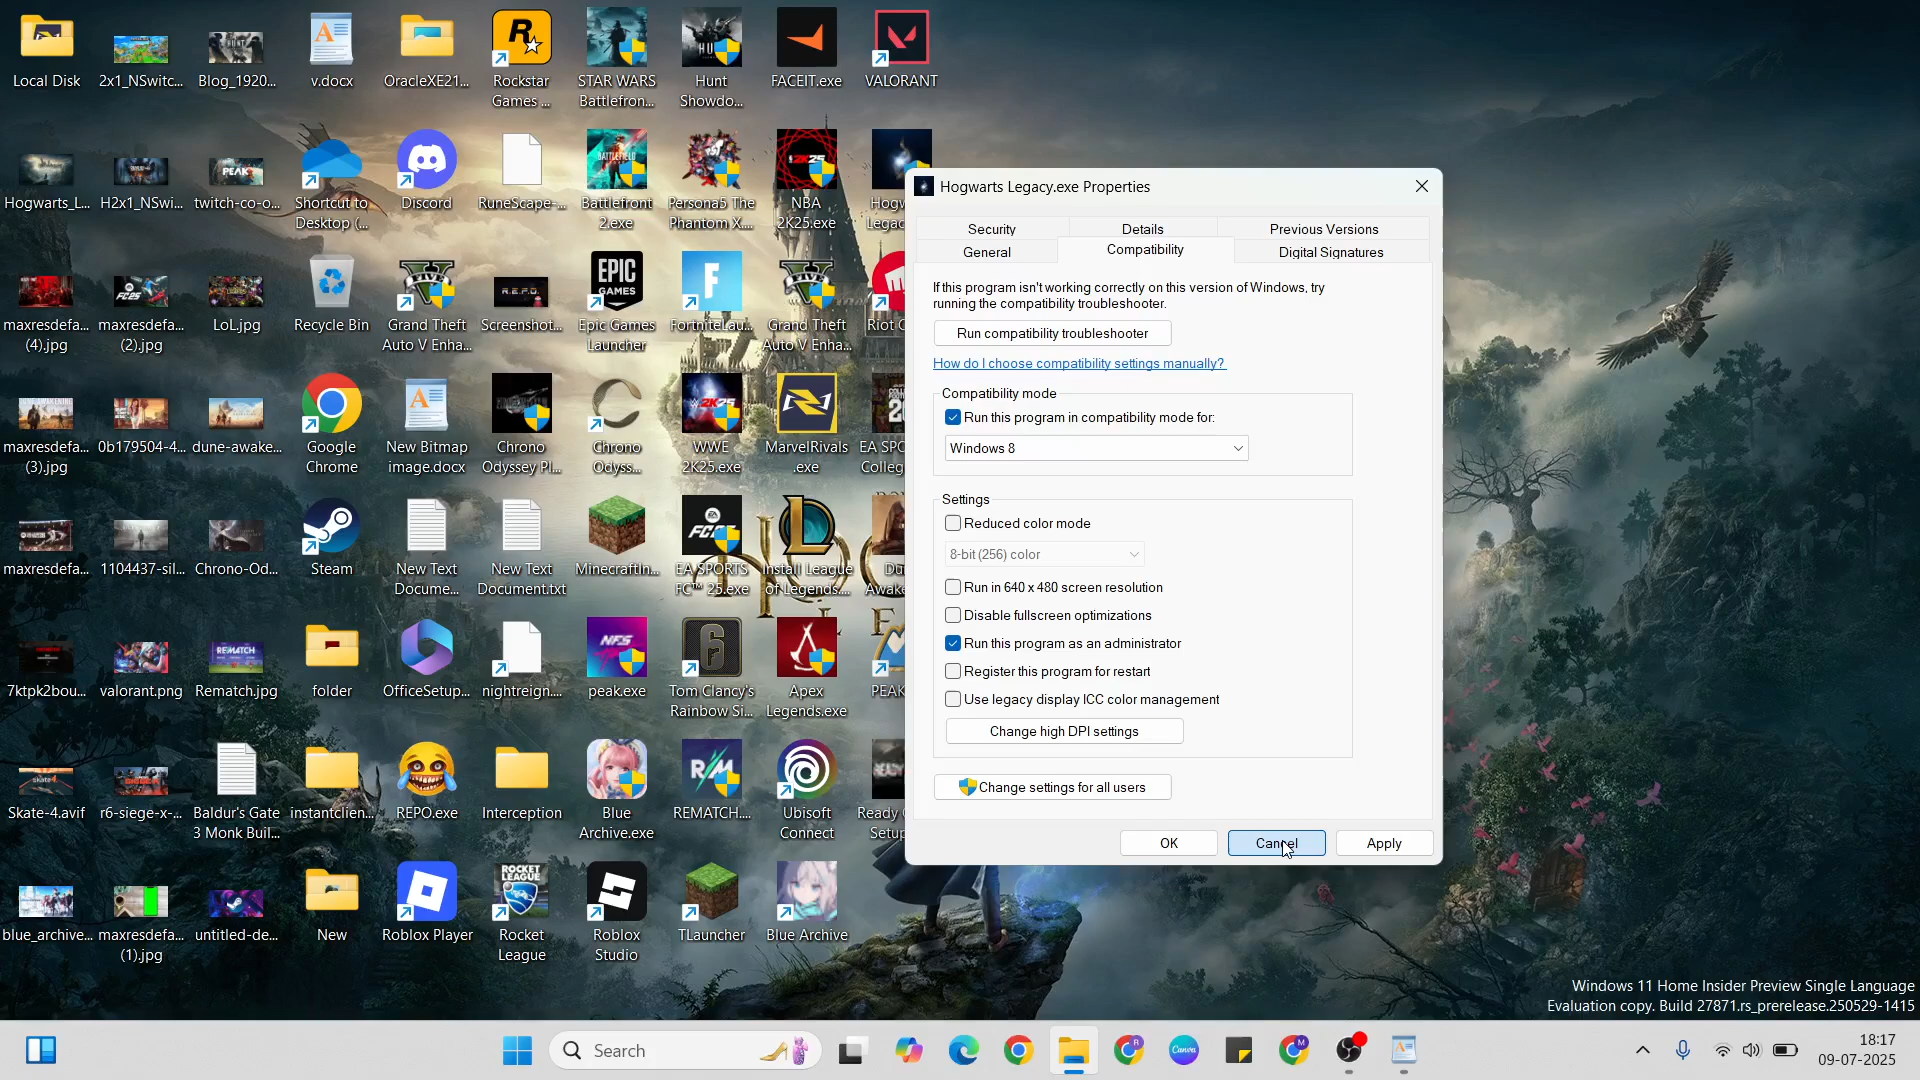 Local Disk
2x1_NSwitc...
Blog_1920...
v.docx
OracleXE21...
Rockstar
Games ...
STAR WARS
Battlefron...
Hunt
Showdo...
FACEIT.exe
VALORANT
Hogwarts_L...
H2x1_NSwi...
twitch-co-o...
Shortcut to
Desktop (...
Discord
RuneScape-...
Battlefront
2.exe
Persona5 The
Phantom X....
NBA
2K25.exe
Hogw
Legac
maxresdefa...
(4).jpg
maxresdefa...
(2).jpg
LoL.jpg
Recycle Bin
Grand Theft
Auto V Enha...
Screenshot...
Epic Games
Launcher
FortniteLau...
Grand Theft
Auto V Enha...
Riot C
maxresdefa...
(3).jpg
0b179504-4...
dune-awake...
Google
Chrome
New Bitmap
image.docx
Chrono
Odyssey Pl...
Chrono
Odyss...
WWE
2K25.exe
MarvelRivals
.exe
EA SP
Colleg
maxresdefa...
1104437-sil...
Chrono-Od...
Steam
New Text
Docume...
New Text
Document.txt
MinecraftIn...
EA SPORTS
FC™ 25.exe
Install League
of Legends....
Du
Awake
7ktpk2bou...
valorant.png
Rematch.jpg
folder
OfficeSetup...
nightreign....
peak.exe
Tom Clancy's
Rainbow Si...
Apex
Legends.exe
PEAK
Skate-4.avif
r6-siege-x-...
Baldur's Gate
3 Monk Buil...
instantclien...
REPO.exe
Interception
Blue
Archive.exe
REMATCH....
Ubisoft
Connect
Ready
Setup
blue_archive...
maxresdefa...
(1).jpg
untitled-de...
New
Roblox Player
Rocket
League
Roblox
Studio
TLauncher
Blue Archive
Hogwarts Legacy.exe Properties
Security
Details
Previous Versions
General
Compatibility
Digital Signatures
If this program isn't working correctly on this version of Windows, try
running the compatibility troubleshooter.
Run compatibility troubleshooter
How do I choose compatibility settings manually?
Compatibility mode
Run this program in compatibility mode for:
Windows 8
Settings
Reduced color mode
8-bit (256) color
Run in 640 x 480 screen resolution
Disable fullscreen optimizations
Run this program as an administrator
Register this program for restart
Use legacy display ICC color management
Change high DPI settings
Change settings for all users
OK
Cancel
Apply
Windows 11 Home Insider Preview Single Language
Evaluation copy. Build 27871.rs_prerelease.250529-1415
Search
18:17
09-07-2025